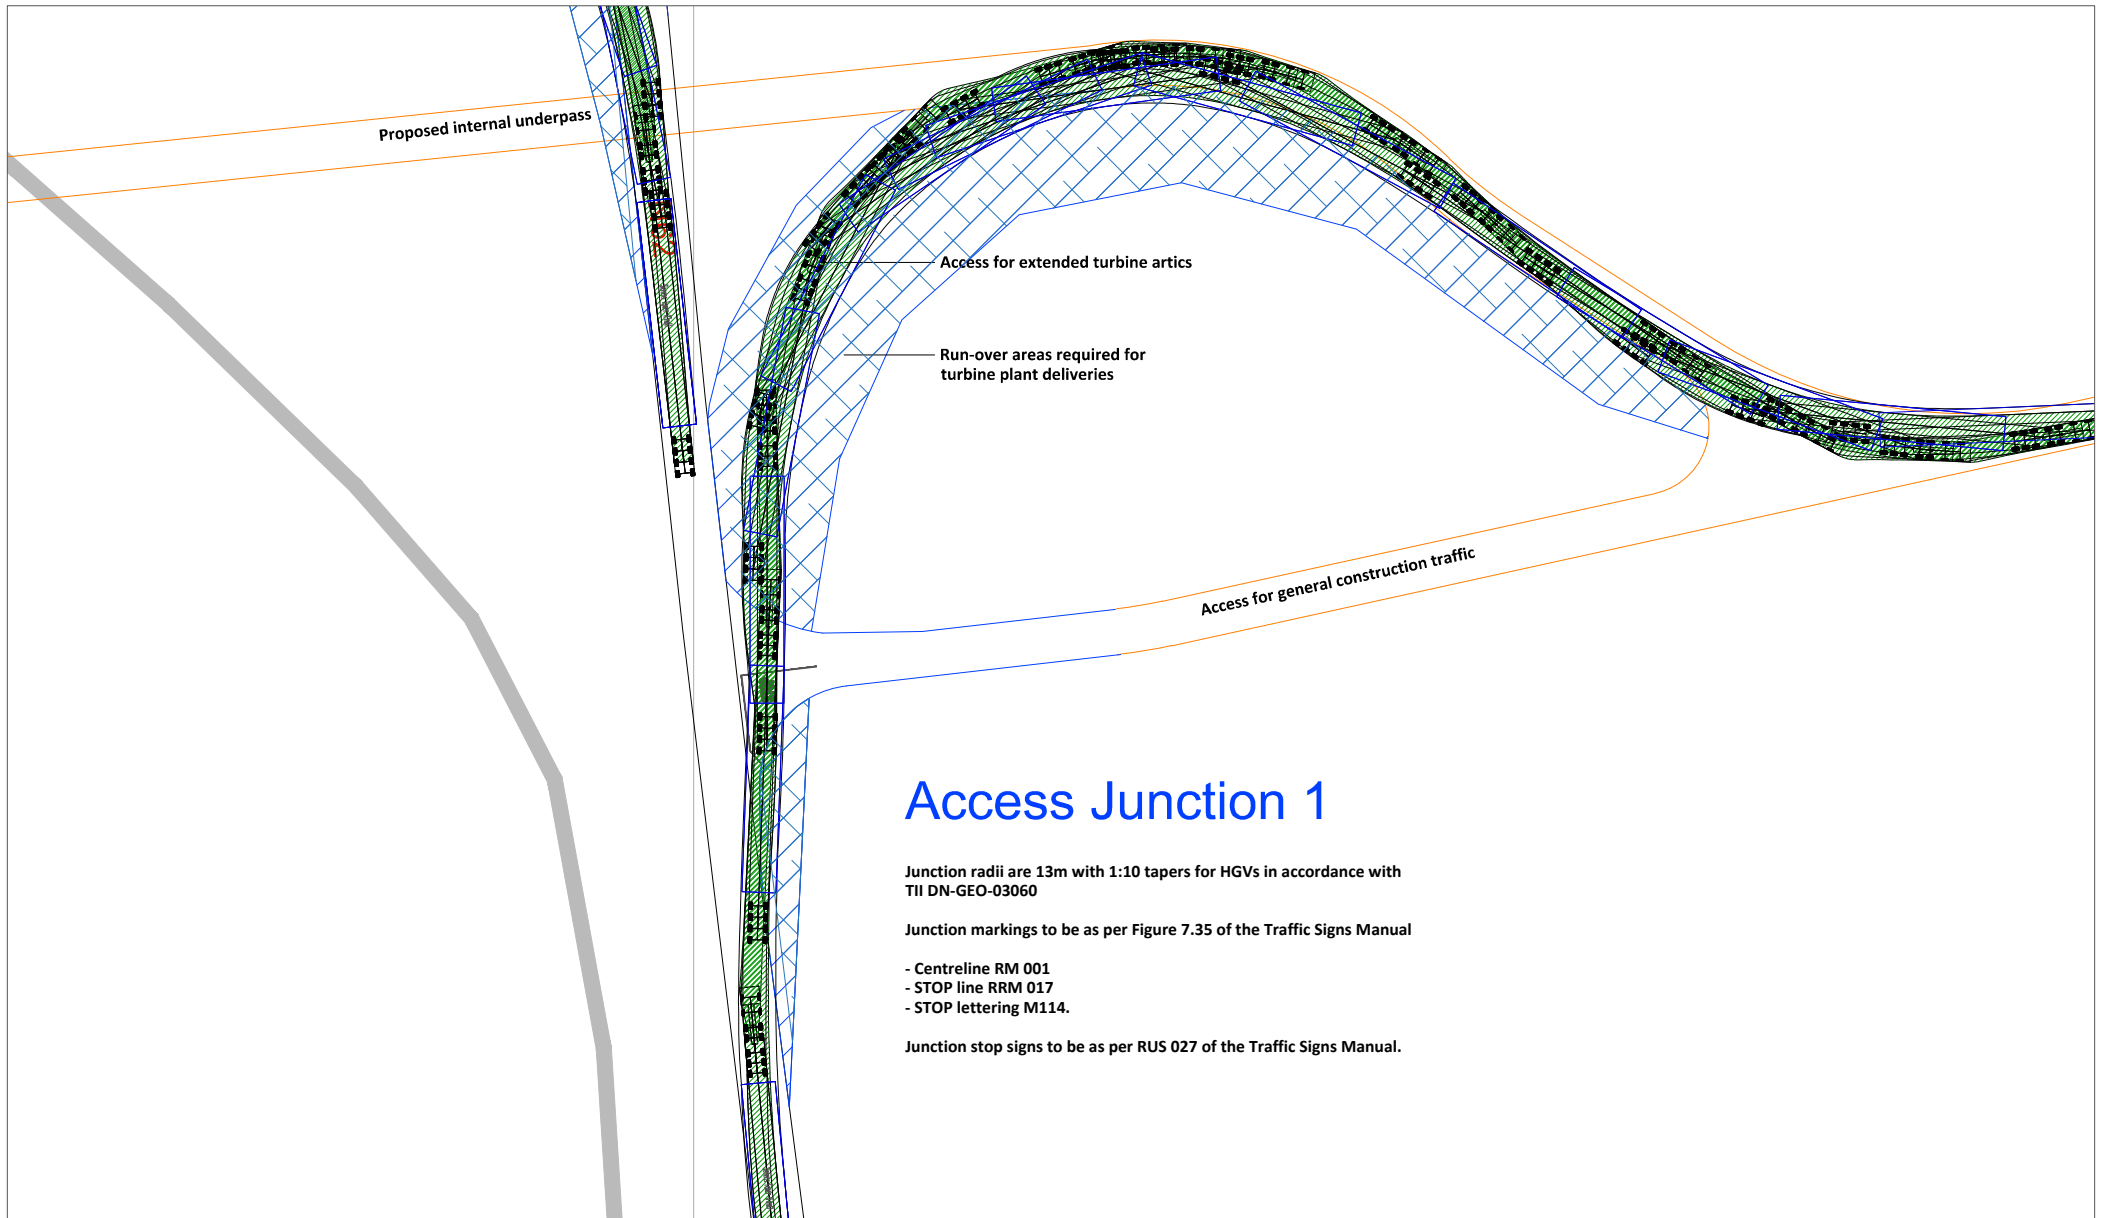 Proposed internal underpass
Access for extended turbine artics
Run-over areas required for
turbine plant deliveries
Access for general construction traffic
Access Junction 1
Junction radii are 13m with 1:10 tapers for HGVs in accordance with
TII DN-GEO-03060
Junction markings to be as per Figure 7.35 of the Traffic Signs Manual
- Centreline RM 001
- STOP line RRM 017
- STOP lettering M114.
Junction stop signs to be as per RUS 027 of the Traffic Signs Manual.